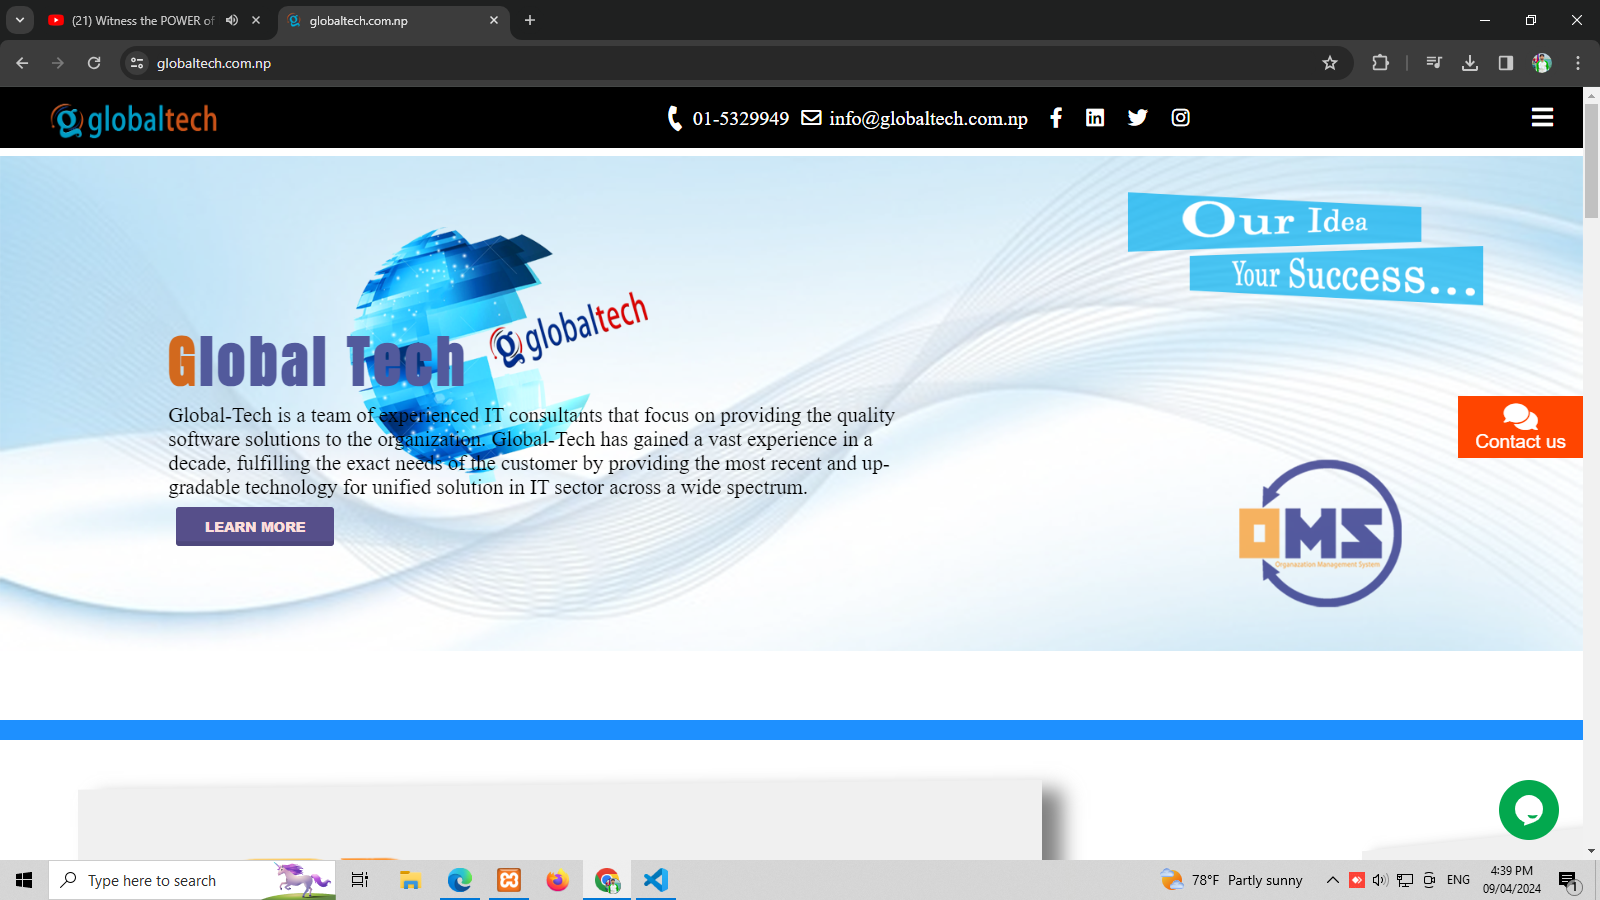 (21) Witness the POWER of
globaltech.com.np
globaltech.com.np
globaltech
01-5329949
info@globaltech.com.np
Our Idea
Your Success...
globaltech
Global Tech
Global-Tech is a team of experienced IT consultants that focus on providing the quality
software solutions to the organization. Global-Tech has gained a vast experience in a
decade, fulfilling the exact needs of the customer by providing the most recent and up-
gradable technology for unified solution in IT sector across a wide spectrum.
LEARN MORE
Contact us
OMS
Organazation Management System
Type here to search
78°F Partly sunny
ENG
4:39 PM
09/04/2024
1